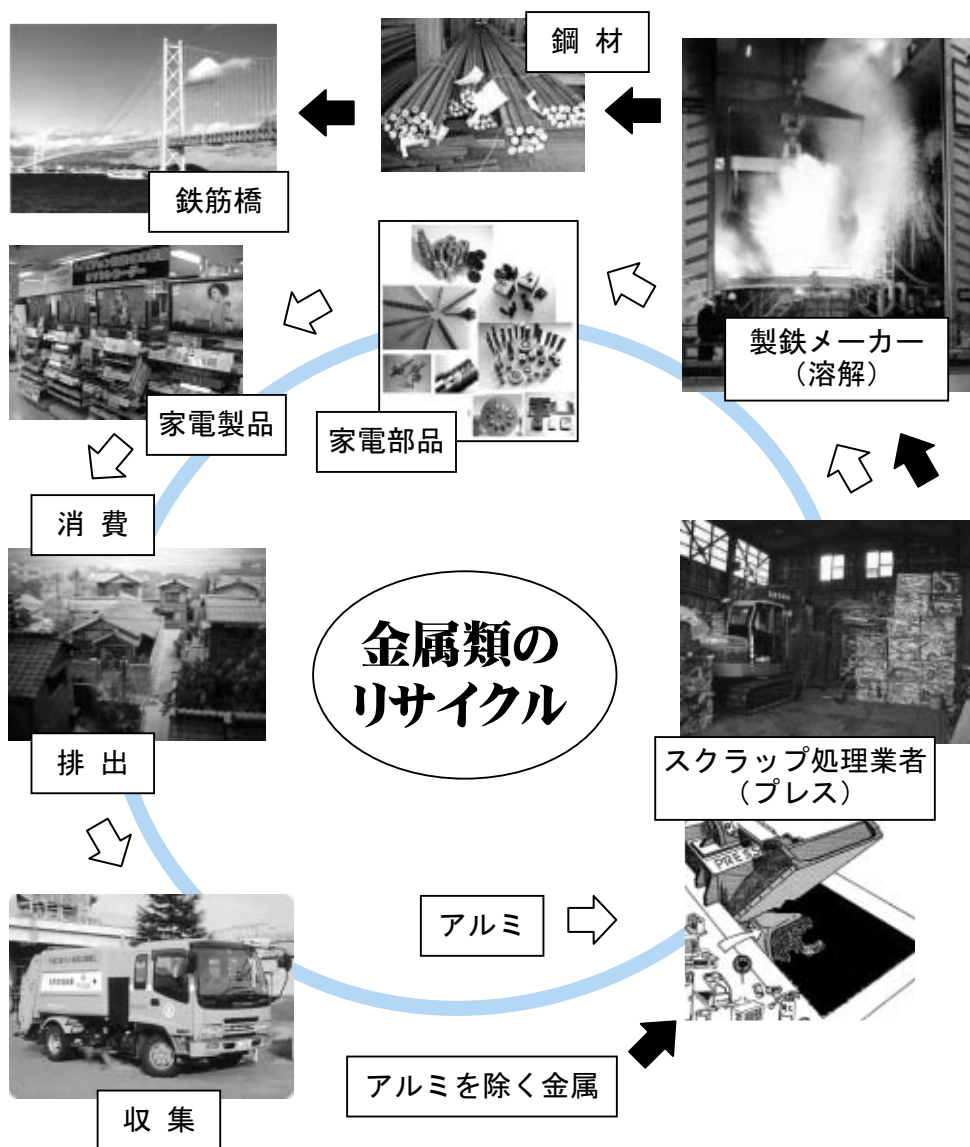 鋼 材
鉄筋橋
製鉄メーカー
（溶解）
家電製品
家電部品
消 費
金属類の
リサイクル
排 出
スクラップ処理業者
（プレス）
PRESS
アルミ
アルミを除く金属
収 集